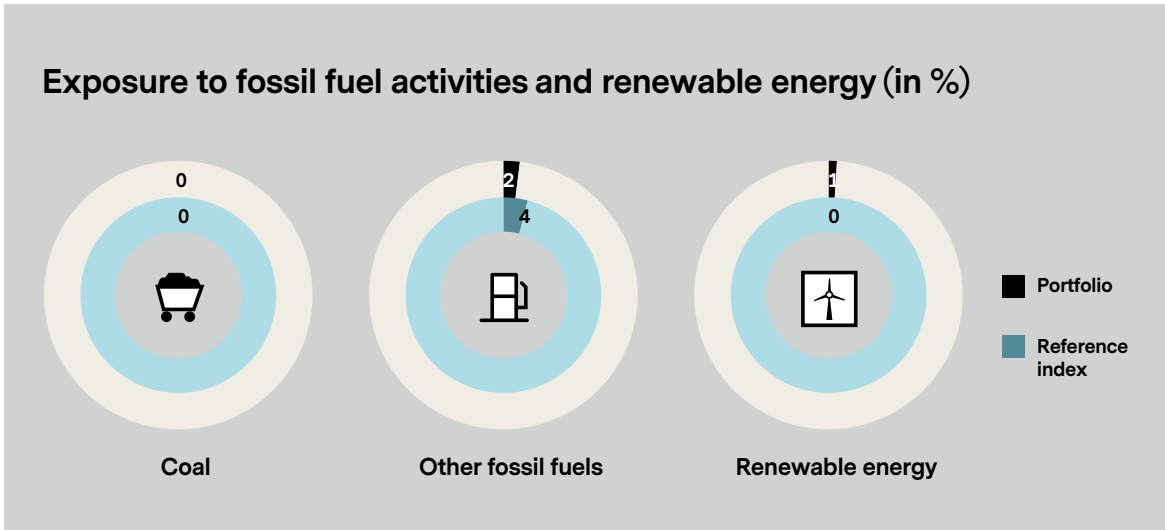 Exposure to fossil fuel activities and renewable energy (in %)
0
0
2
4
1
0
Portfolio
Reference
index
Coal
Other fossil fuels
Renewable energy